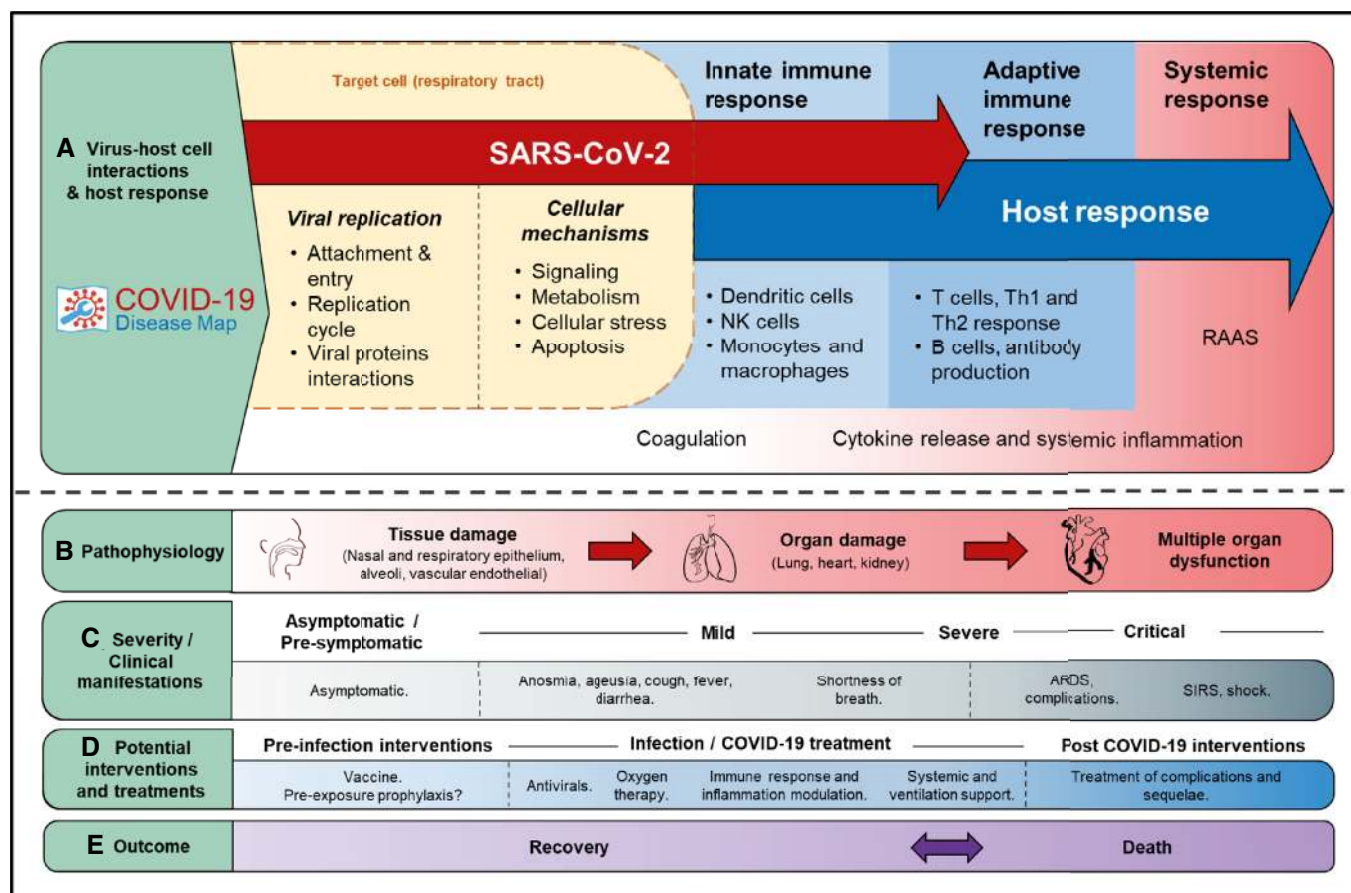 A Virus-host cell
interactions
& host response
COVID-19
Disease Map
Target cell (respiratory tract)
SARS-CoV-2
Viral replication
• Attachment &
entry
• Replication
cycle
• Viral proteins
interactions
Cellular
mechanisms
• Signaling
• Metabolism
• Cellular stress
• Apoptosis
Innate immune
response
Adaptive
immune
response
Systemic
response
Host response
• Dendritic cells
• NK cells
• Monocytes and
macrophages
• T cells, Th1 and
Th2 response
• B cells, antibody
production
RAAS
Coagulation
Cytokine release and systemic inflammation
B Pathophysiology
Tissue damage
(Nasal and respiratory epithelium,
alveoli, vascular endothelial)
Organ damage
(Lung, heart, kidney)
Multiple organ
dysfunction
C Severity /
Clinical
manifestations
Asymptomatic /
Pre-symptomatic
Mild
Severe
Critical
Asymptomatic.
Anosmia, ageusia, cough, fever,
diarrhea.
Shortness of
breath.
ARDS,
complications.
SIRS, shock.
D Potential
interventions
and treatments
Pre-infection interventions
Infection / COVID-19 treatment
Post COVID-19 interventions
Vaccine.
Pre-exposure prophylaxis?
Antivirals.
Oxygen
therapy.
Immune response and
inflammation modulation.
Systemic and
ventilation support.
Treatment of complications and
sequelae.
E Outcome
Recovery
Death